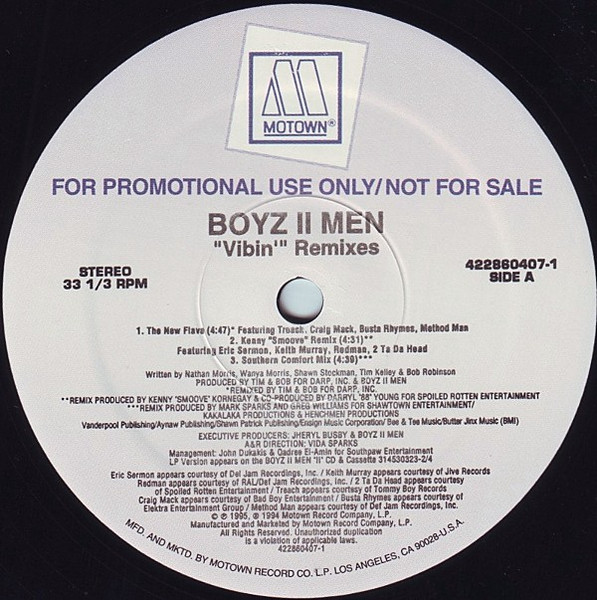 MOTOWN®
FOR PROMOTIONAL USE ONLY/NOT FOR SALE
BOYZ II MEN
"Vibin'" Remixes
STEREO
33 1/3 RPM
422860407-1
SIDE A
1. The New Flava (4:47)* Featuring Treach, Craig Mack, Busta Rhymes, Method Man
2. Kenny "Smoove" Remix (4:31)**
Featuring Eric Sermon, Keith Murray, Redman, 2 Ta Da Head
3. Southern Comfort Mix (4:39)***
Written by Nathan Morris, Wanya Morris, Shawn Stockman, Tim Kelley & Bob Robinson
PRODUCED BY TIM & BOB FOR DARP, INC. & BOYZ II MEN
*REMIXED BY TIM & BOB FOR DARP, INC.
**REMIX PRODUCED BY KENNY "SMOOVE" KORNEGAY & CO-PRODUCED BY DARRYL "88" YOUNG FOR SPOILED ROTTEN ENTERTAINMENT
***REMIX PRODUCED BY MARK SPARKS AND GREG WILLIAMS FOR SHAWTOWN ENTERTAINMENT/
KAKALAKA PRODUCTIONS & HENCHMEN PRODUCTIONS
Vanderpool Publishing/Aynaw Publishing/Shawn Patrick Publishing/Ensign Music Corporation/ Bee & Tee Music/Butter Jinx Music (BMI)
EXECUTIVE PRODUCERS: JHERYL BUSBY & BOYZ II MEN
A&R DIRECTION: VIDA SPARKS
Management: John Dukakis & Qadree El-Amin for Southpaw Entertainment
LP Version appears on the BOYZ II MEN "II" CD & Cassette 314530323-2/4
Eric Sermon appears courtesy of Def Jam Recordings, Inc. / Keith Murray appears courtesy of Jive Records
Redman appears courtesy of RAL/Def Jam Recordings, Inc. / 2 Ta Da Head appears courtesy
of Spoiled Rotten Entertainment / Treach appears courtesy of Tommy Boy Records
Craig Mack appears courtesy of Bad Boy Entertainment / Busta Rhymes appears courtesy of
Elektra Entertainment Group / Method Man appears courtesy of Def Jam Recordings, Inc.
© ℗ 1995, ℗ 1994 Motown Record Company, L.P.
Manufactured and Marketed by Motown Record Company, L.P.
All Rights Reserved. Unauthorized duplication
is a violation of applicable laws.
422860407-1
MFD. AND MKTD. BY MOTOWN RECORD CO. L.P. LOS ANGELES, CA 90028-U.S.A.